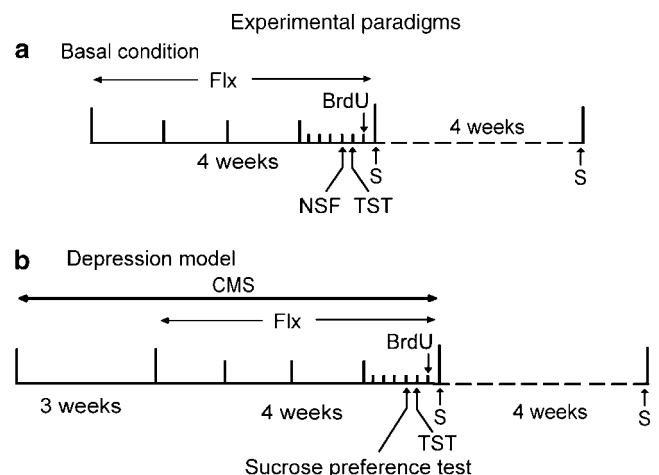 Experimental paradigms
a Basal condition
Flx
BrdU
4 weeks
4 weeks
S
S
NSF TST
b Depression model
CMS
Flx
BrdU
3 weeks
4 weeks
4 weeks
S
S
TST
Sucrose preference test